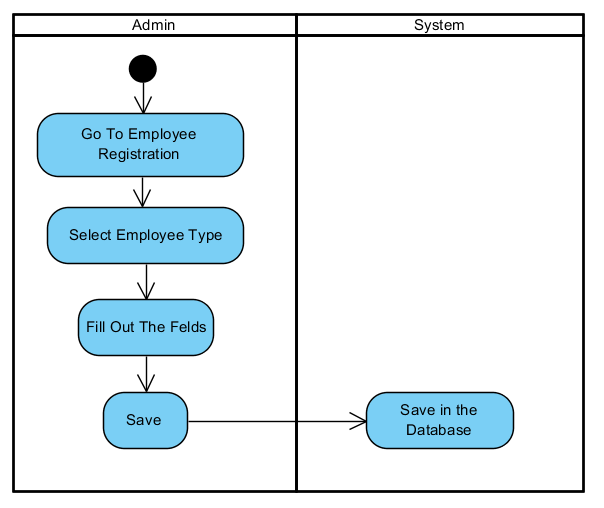 Admin
System
Go To Employee
Registration
Select Employee Type
Fill Out The Felds
Save
Save in the
Database